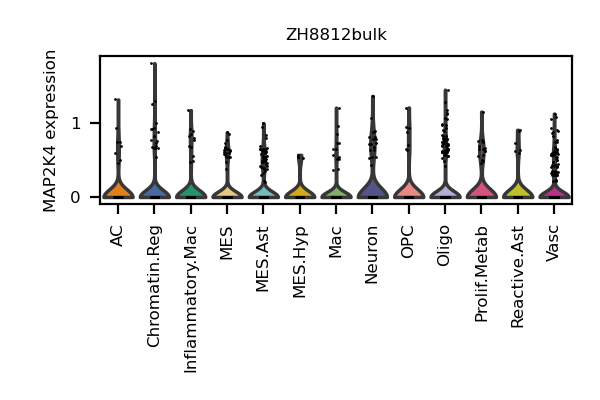 ZH8812bulk
MAP2K4 expression
1
0
AC
Chromatin.Reg
Inflammatory.Mac
MES
MES.Ast
MES.Hyp
Mac
Neuron
OPC
Oligo
Prolif.Metab
Reactive.Ast
Vasc